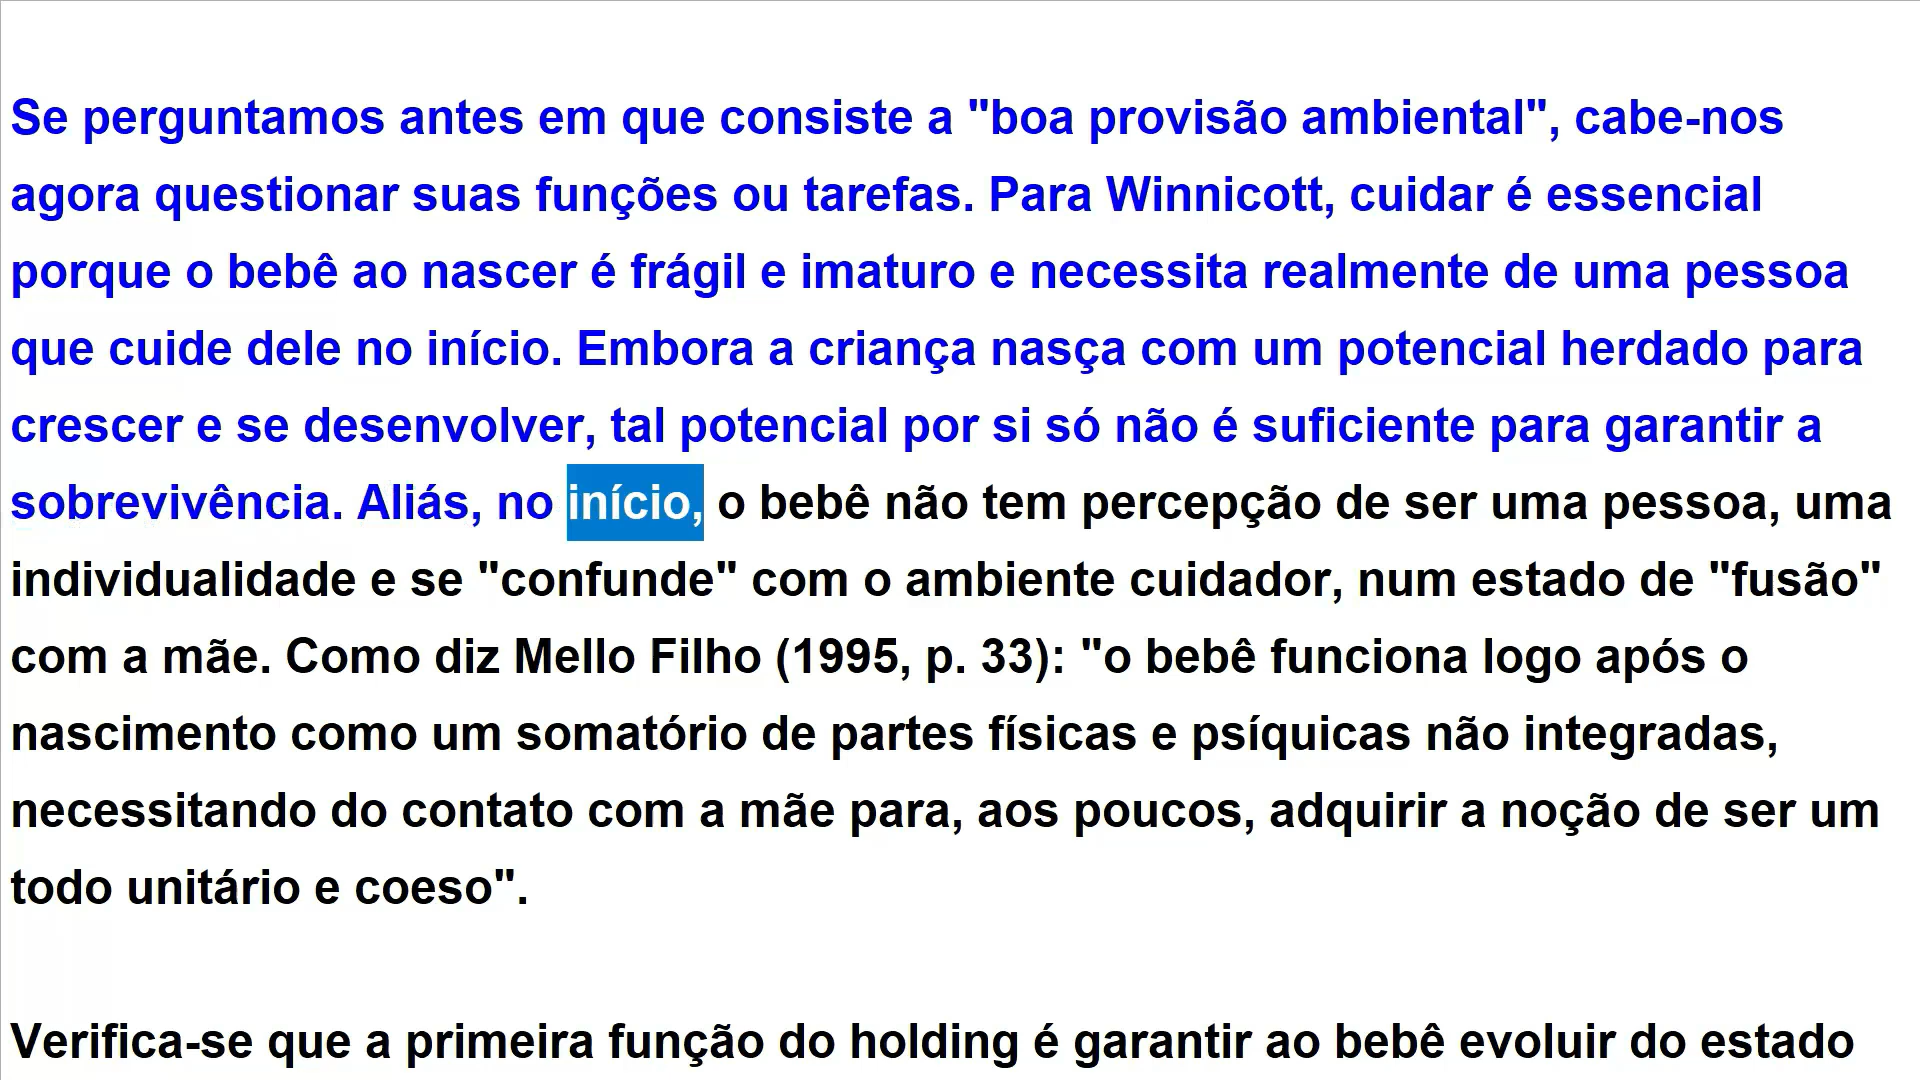 Se perguntamos antes em que consiste a "boa provisão ambiental", cabe-nos
agora questionar suas funções ou tarefas. Para Winnicott, cuidar é essencial
porque o bebê ao nascer é frágil e imaturo e necessita realmente de uma pessoa
que cuide dele no início. Embora a criança nasça com um potencial herdado para
crescer e se desenvolver, tal potencial por si só não é suficiente para garantir a
sobrevivência. Aliás, no início, o bebê não tem percepção de ser uma pessoa, uma
individualidade e se "confunde" com o ambiente cuidador, num estado de "fusão"
com a mãe. Como diz Mello Filho (1995, p. 33): "o bebê funciona logo após o
nascimento como um somatório de partes físicas e psíquicas não integradas,
necessitando do contato com a mãe para, aos poucos, adquirir a noção de ser um
todo unitário e coeso".
Verifica-se que a primeira função do holding é garantir ao bebê evoluir do estado